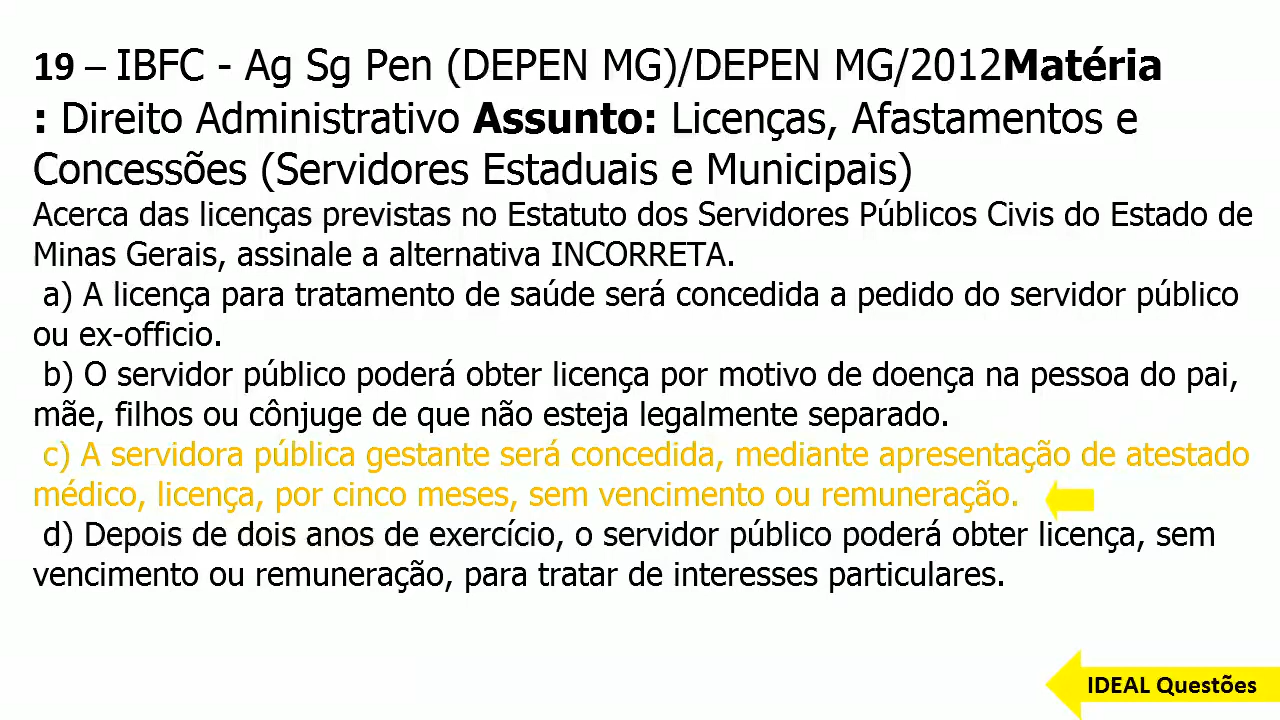 19 – IBFC - Ag Sg Pen (DEPEN MG)/DEPEN MG/2012Matéria
: Direito Administrativo Assunto: Licenças, Afastamentos e
Concessões (Servidores Estaduais e Municipais)
Acerca das licenças previstas no Estatuto dos Servidores Públicos Civis do Estado de
Minas Gerais, assinale a alternativa INCORRETA.
a) A licença para tratamento de saúde será concedida a pedido do servidor público
ou ex-officio.
b) O servidor público poderá obter licença por motivo de doença na pessoa do pai,
mãe, filhos ou cônjuge de que não esteja legalmente separado.
c) A servidora pública gestante será concedida, mediante apresentação de atestado
médico, licença, por cinco meses, sem vencimento ou remuneração.
d) Depois de dois anos de exercício, o servidor público poderá obter licença, sem
vencimento ou remuneração, para tratar de interesses particulares.
IDEAL Questões